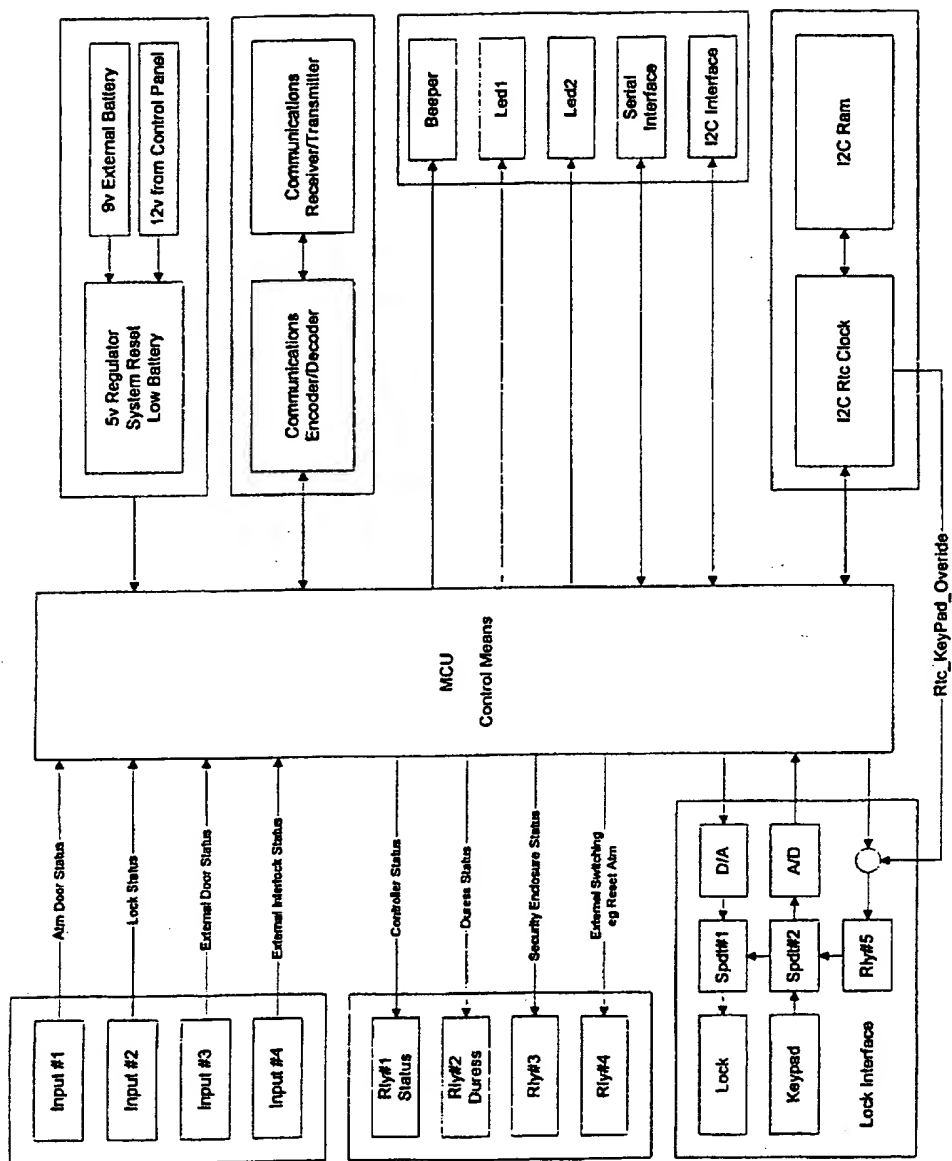 Lock
Keypad
Spdt#1
Spdt#2
Rly#5
D/A
A/D
Lock Interface
Rly#1
Status
Rly#2
Duress
Rly#3
Rly#4
Controller Status
Duress Status
Security Enclosure Status
External Switching
eg Reset Atm
Input #1
Input #2
Input #3
Input #4
Atm Door Status
Lock Status
External Door Status
External Interlock Status
MCU
Control Means
Rtc_KeyPad_Overide
I2C Rtc Clock
I2C Ram
Beeper
Led1
Led2
Serial
Interface
I2C Interface
Communications
Encoder/Decoder
Communications
Receiver/Transmitter
5v Regulator
System Reset
Low Battery
9v External Battery
12v from Control Panel